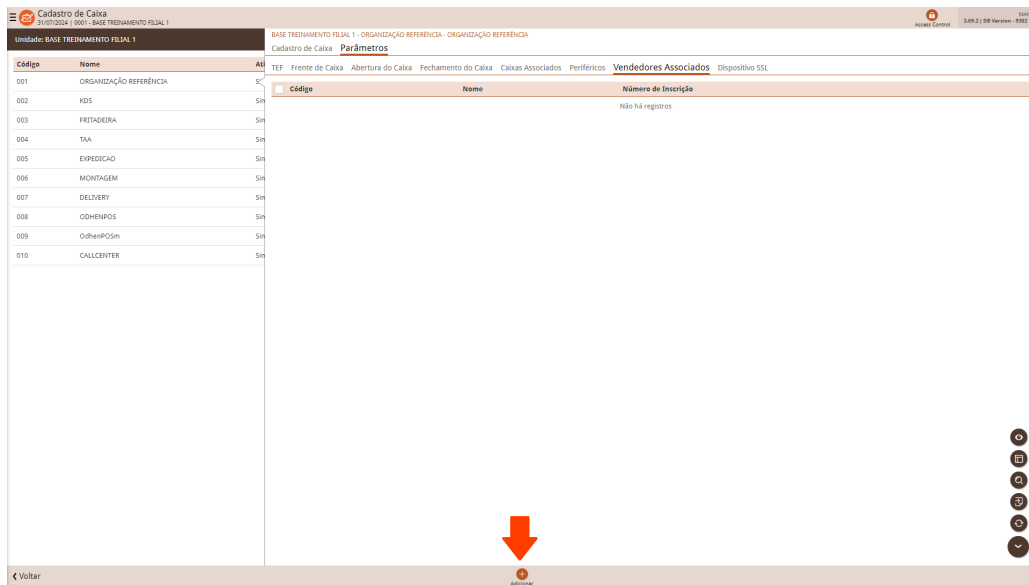 Cadastro de Caixa
31/07/2024 | 0001 - BASE TREINAMENTO FILIAL 1
Access Control
MAR
3.69.2 | DB Version - 9382
Unidade: BASE TREINAMENTO FILIAL 1
Código Nome Ati
001 ORGANIZAÇÃO REFERÊNCIA S
002 KDS Sim
003 FRITADEIRA Sim
004 TAA Sim
005 EXPEDICAO Sim
006 MONTAGEM Sim
007 DELIVERY Sim
008 ODHENPOS Sim
009 OdhenPOSm Sim
010 CALLCENTER Sim
BASE TREINAMENTO FILIAL 1 - ORGANIZAÇÃO REFERÊNCIA - ORGANIZAÇÃO REFERÊNCIA
Cadastro de Caixa Parâmetros
TEF Frente de Caixa Abertura do Caixa Fechamento do Caixa Caixas Associados Periféricos Vendedores Associados Dispositivo SSL
Código Nome Número de Inscrição
Não há registros
Voltar
Adicionar